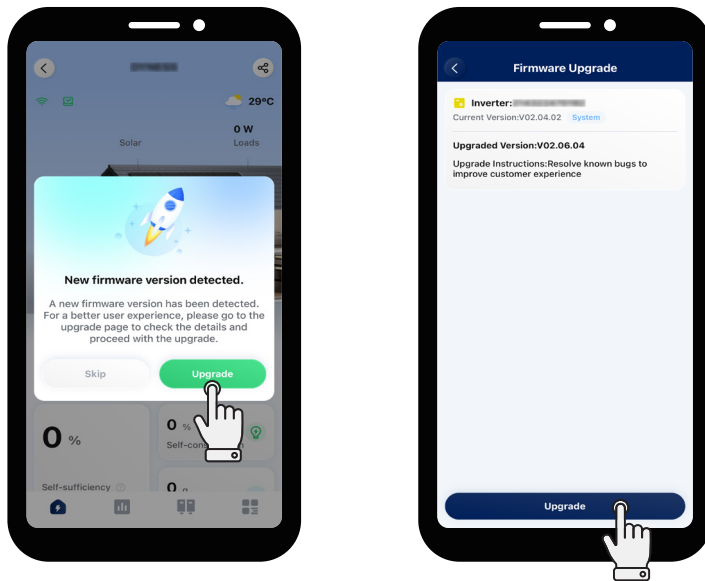 29°C
0 W
Solar
Loads
New firmware version detected.
A new firmware version has been detected.
For a better user experience, please go to the
upgrade page to check the details and
proceed with the upgrade.
Skip
Upgrade
0 %
0 %
Self-sufficiency
0
Firmware Upgrade
Inverter:
Current Version:V02.04.02 System
Upgraded Version:V02.06.04
Upgrade Instructions:Resolve known bugs to
improve customer experience
Upgrade